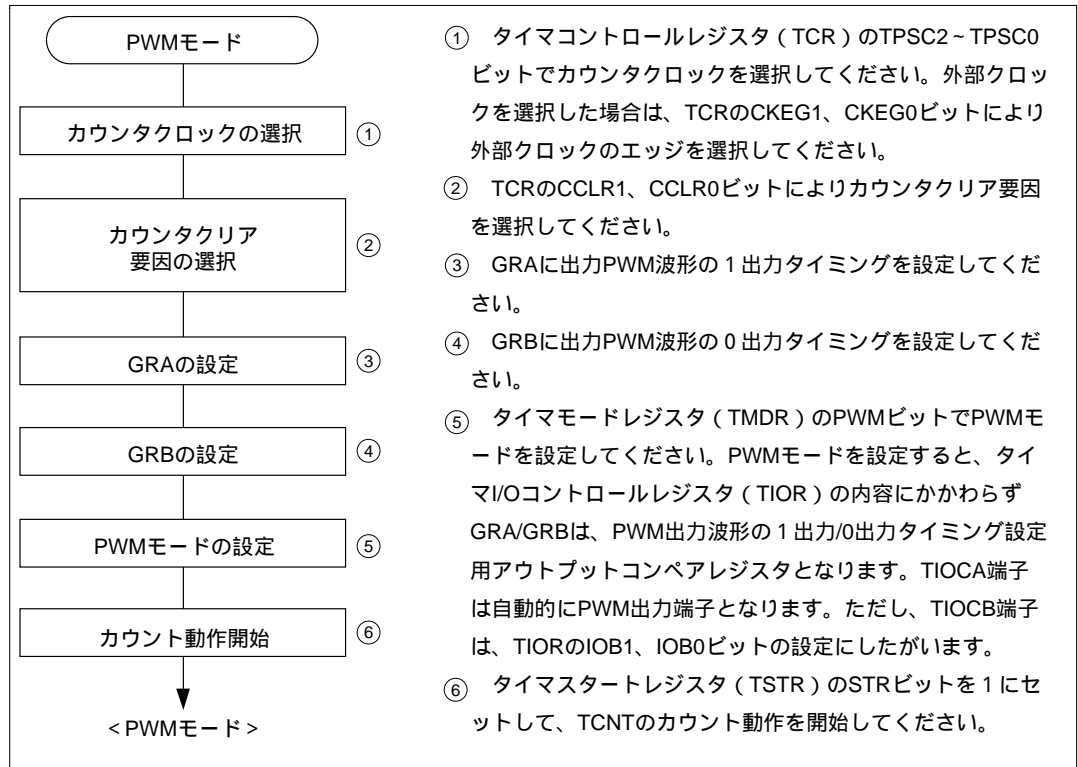 PWMモード
カウンタクロックの選択 ①
カウンタクリア
要因の選択 ②
GRAの設定 ③
GRBの設定 ④
PWMモードの設定 ⑤
カウント動作開始 ⑥
<PWMモード>
① タイマコントロールレジスタ(TCR)のTPSC2~TPSC0
ビットでカウンタクロックを選択してください。外部クロッ
クを選択した場合は、TCRのCKEG1、CKEG0ビットにより
外部クロックのエッジを選択してください。
② TCRのCCLR1、CCLR0ビットによりカウンタクリア要因
を選択してください。
③ GRAに出力PWM波形の1出力タイミングを設定してくだ
さい。
④ GRBに出力PWM波形の0出力タイミングを設定してくだ
さい。
⑤ タイマモードレジスタ(TMDR)のPWMビットでPWMモ
ードを設定してください。PWMモードを設定すると、タイ
マI/Oコントロールレジスタ(TIOR)の内容にかかわらず
GRA/GRBは、PWM出力波形の1出力/0出力タイミング設定
用アウトプットコンペアレジスタとなります。TIOCA端子
は自動的にPWM出力端子となります。ただし、TIOCB端子
は、TIORのIOB1、IOB0ビットの設定にしたがいます。
⑥ タイマスタートレジスタ(TSTR)のSTRビットを1にセ
ットして、TCNTのカウント動作を開始してください。